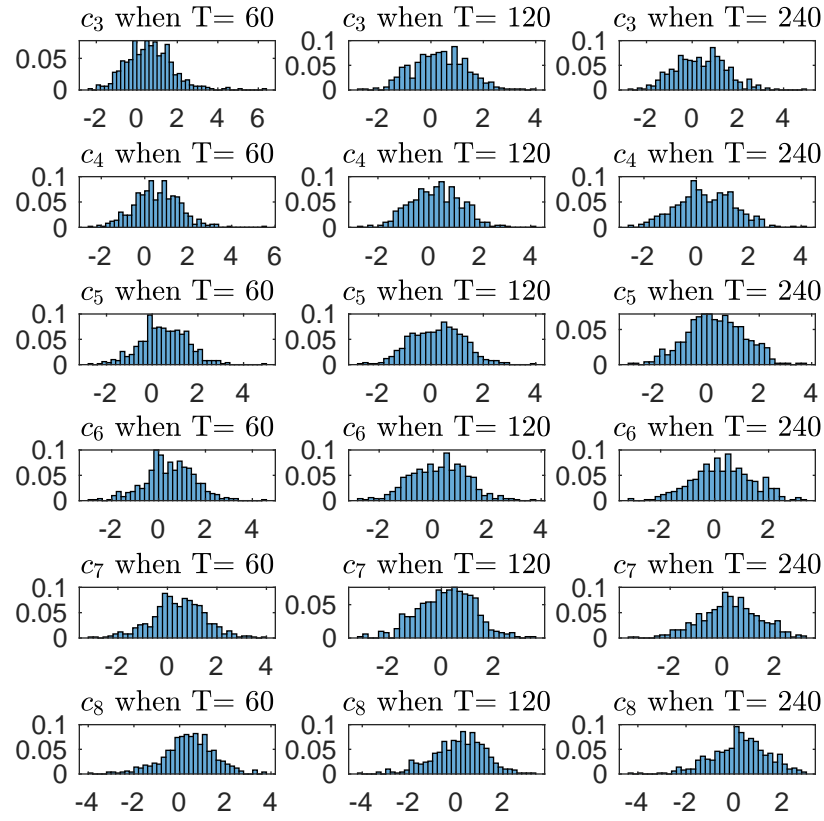 c₃ when T= 60 c₃ when T= 120 c₃ when T= 240
0.05 0.1 0.1
0.05 0.05
0 0 0
-2 0 2 4 6 -2 0 2 4 -2 0 2 4
c₄ when T= 60 c₄ when T= 120 c₄ when T= 240
0.1 0.1 0.1
0.05 0.05 0.05
0 0 0
-2 0 2 4 6 -2 0 2 4 -2 0 2 4
c₅ when T= 60 c₅ when T= 120 c₅ when T= 240
0.1 0.1
0.05 0.05 0.05
0 0 0
-2 0 2 4 -2 0 2 4 -2 0 2 4
c₆ when T= 60 c₆ when T= 120 c₆ when T= 240
0.1 0.1 0.1
0.05 0.05 0.05
0 0 0
-2 0 2 4 -2 0 2 4 -2 0 2
c₇ when T= 60 c₇ when T= 120 c₇ when T= 240
0.1 0.1
0.05 0.05 0.05
0 0 0
-2 0 2 4 -2 0 2 -2 0 2
c₈ when T= 60 c₈ when T= 120 c₈ when T= 240
0.1 0.1 0.1
0.05 0.05 0.05
0 0 0
-4 -2 0 2 4 -4 -2 0 2 -4 -2 0 2